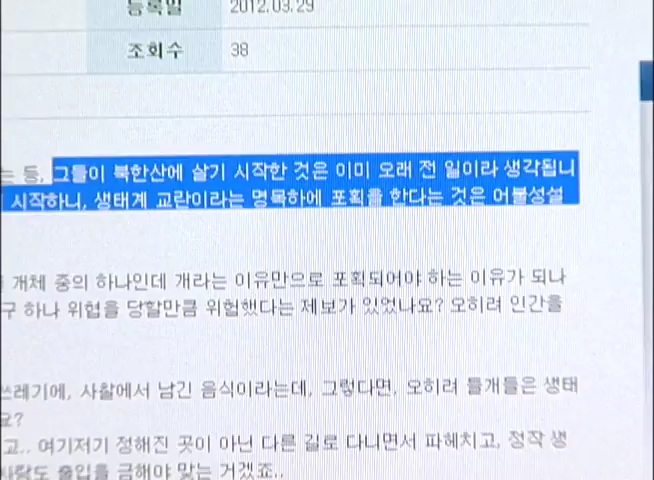 등록일 2012.03.29
조회수 38
는 등, 그들이 북한산에 살기 시작한 것은 이미 오래 전 일이라 생각됩니
시작하니, 생태계 교란이라는 명목하에 포획을 한다는 것은 어불성설
개체 중의 하나인데 개라는 이유만으로 포획되어야 하는 이유가 되나
구 하나 위협을 당할만큼 위험했다는 제보가 있었나요? 오히려 인간을
쓰레기에, 사찰에서 남긴 음식이라는데, 그렇다면, 오히려 들개들은 생태
요?
고.. 여기저기 정해진 곳이 아닌 다른 길로 다니면서 파헤치고, 정작 생
사람도 출입을 금해야 맞는 거겠죠..